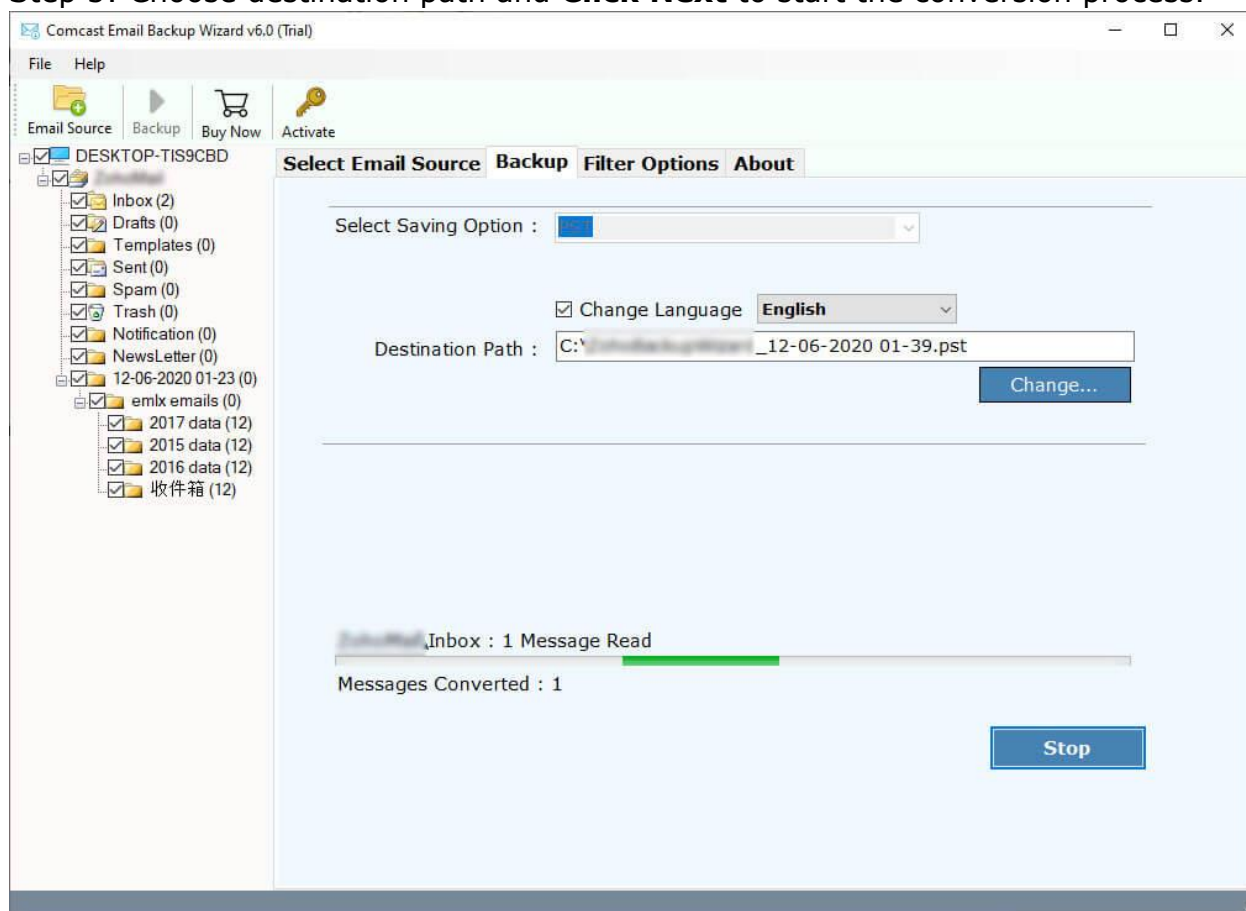 Step 5: Choose destination path and Click Next to start the conversion process.
Comcast Email Backup Wizard v6.0 (Trial)
File Help
Email Source Backup Buy Now Activate
DESKTOP-TIS9CBD
Inbox (2)
Drafts (0)
Templates (0)
Sent (0)
Spam (0)
Trash (0)
Notification (0)
NewsLetter (0)
12-06-2020 01-23 (0)
emlx emails (0)
2017 data (12)
2015 data (12)
2016 data (12)
收件箱 (12)
Select Email Source Backup Filter Options About
Select Saving Option :
Change Language English
Destination Path : C:\ _12-06-2020 01-39.pst
Change...
Inbox : 1 Message Read
Messages Converted : 1
Stop